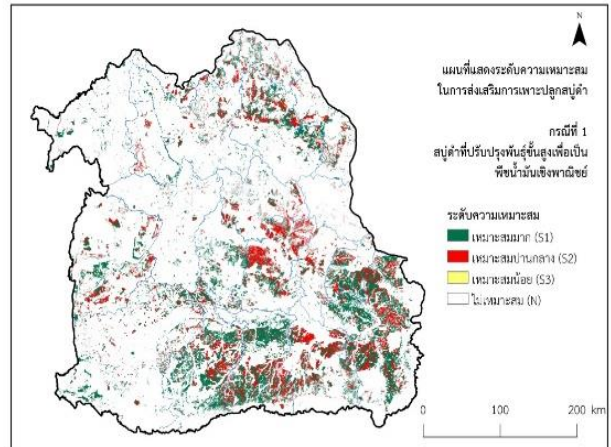 N
แผนที่แสดงระดับความเหมาะสม
ในการส่งเสริมการเพาะปลูกสบู่ดำ
กรณีที่ 1
สบู่ดำที่ปรับปรุงพันธุ์ขั้นสูงเพื่อเป็น
พืชน้ำมันเชิงพาณิชย์
ระดับความเหมาะสม
เหมาะสมมาก (S1)
เหมาะสมปานกลาง (S2)
เหมาะสมน้อย (S3)
ไม่เหมาะสม (N)
0 100 200 km